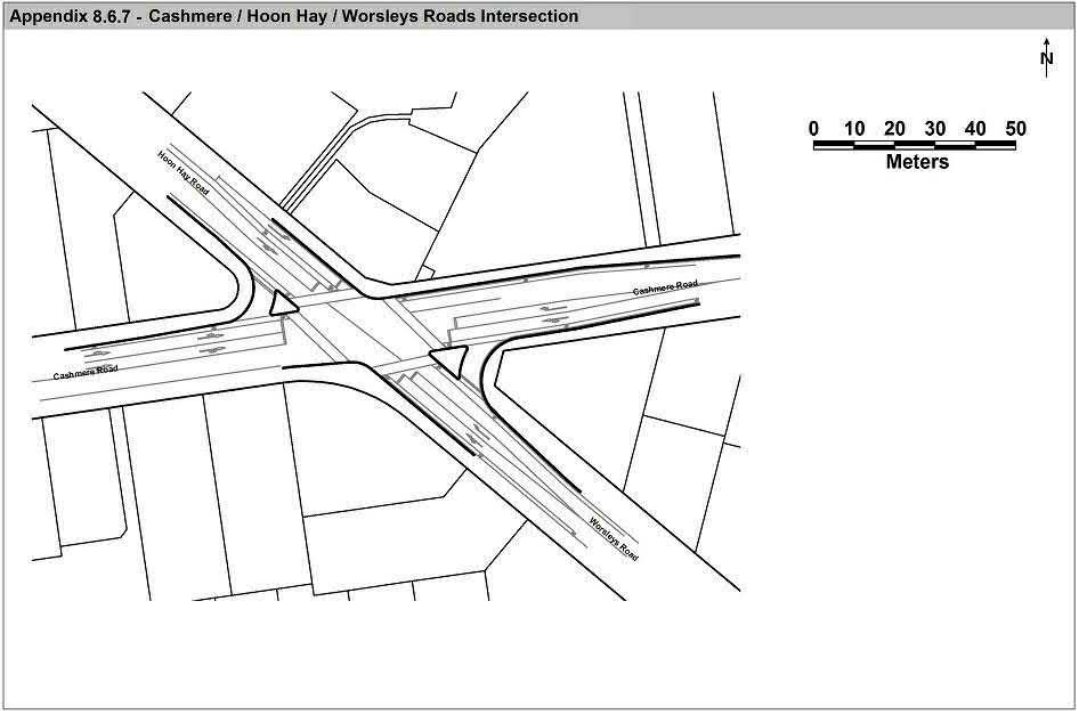 Appendix 8.6.7 - Cashmere / Hoon Hay / Worsleys Roads Intersection
N
0 10 20 30 40 50
Meters
Hoon Hay Road
Cashmere Road
Cashmere Road
Worsleys Road